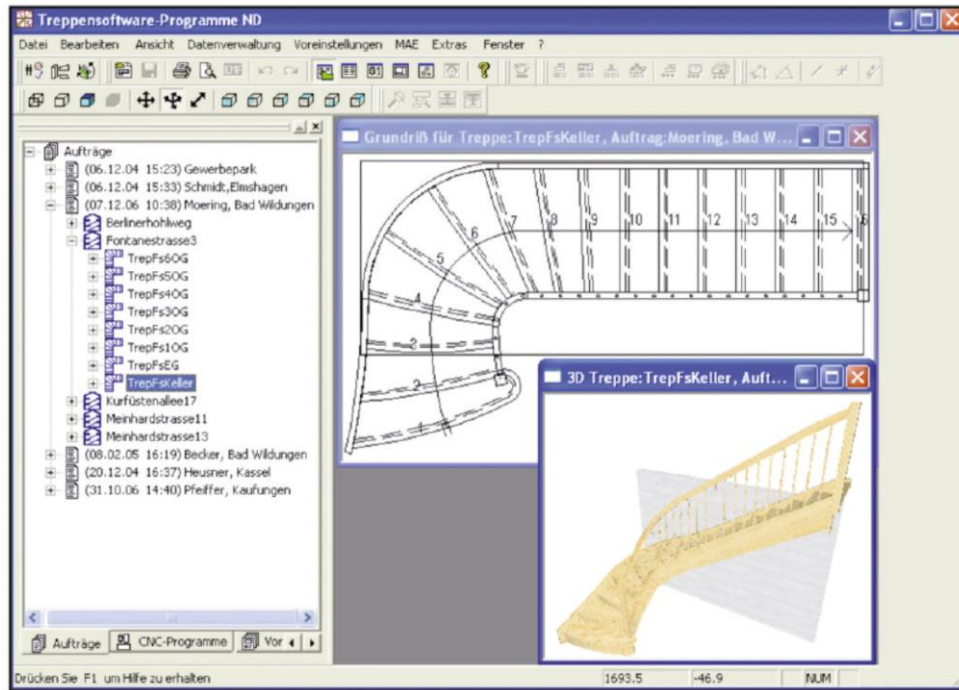 Treppensoftware-Programme ND
Datei Bearbeiten Ansicht Datenverwaltung Voreinstellungen MAE Extras Fenster ?
Aufträge
(06.12.04 15:23) Gewerbepark
(06.12.04 15:33) Schmidt,Elmshagen
(07.12.06 10:38) Moering, Bad Wildungen
Berlinerhohlweg
Fontanestrasse3
TrepFs6OG
TrepFs5OG
TrepFs4OG
TrepFs3OG
TrepFs2OG
TrepFs1OG
TrepFsEG
TrepFsKeller
Kurfüstenallee17
Meinhardstrasse11
Meinhardstrasse13
(08.02.05 16:19) Becker, Bad Wildungen
(20.12.04 16:37) Heusner, Kassel
(31.10.06 14:40) Pfeiffer, Kaufungen
Aufträge CNC-Programme Vor
Grundriß für Treppe:TrepFsKeller, Auftrag:Moering, Bad W...
7 8 9 10 11 12 13 14 15
6
5
4
3
2
3D Treppe:TrepFsKeller, Auft...
Drücken Sie F1 um Hilfe zu erhalten 1693.5 -46.9 NUM